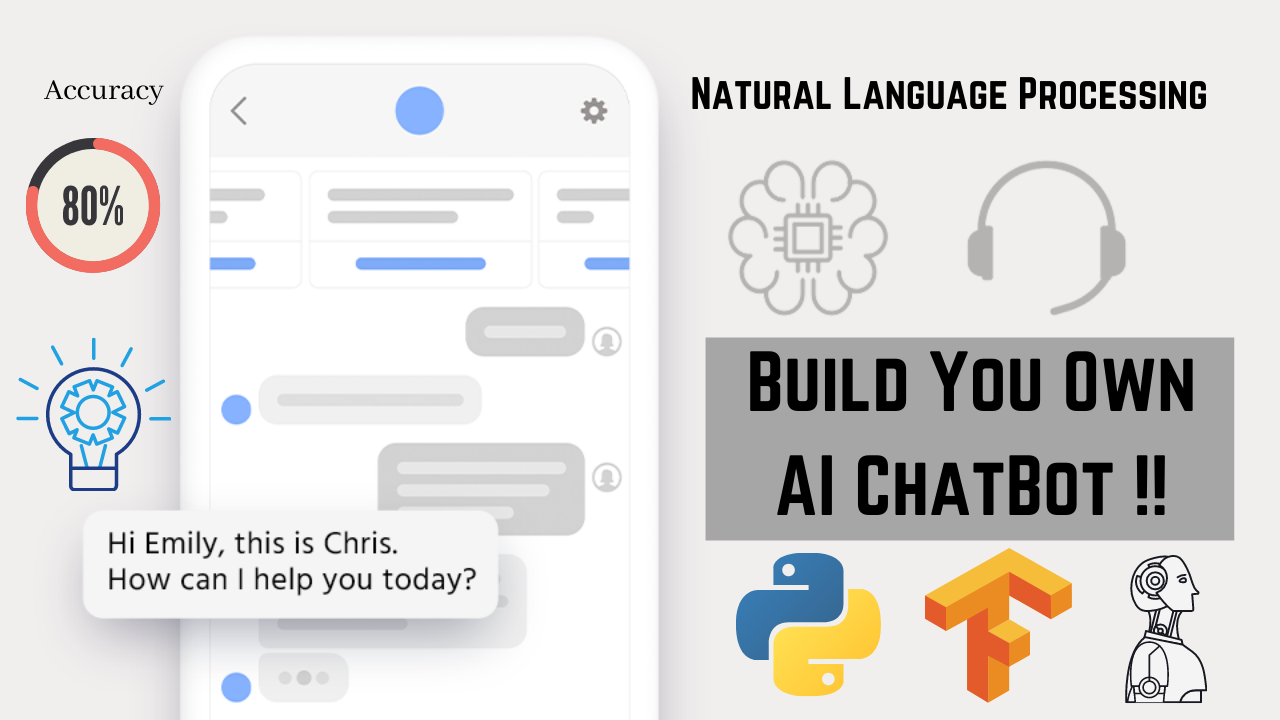 Accuracy
80%
Hi Emily, this is Chris.
How can I help you today?
Natural Language Processing
Build You Own
AI ChatBot !!